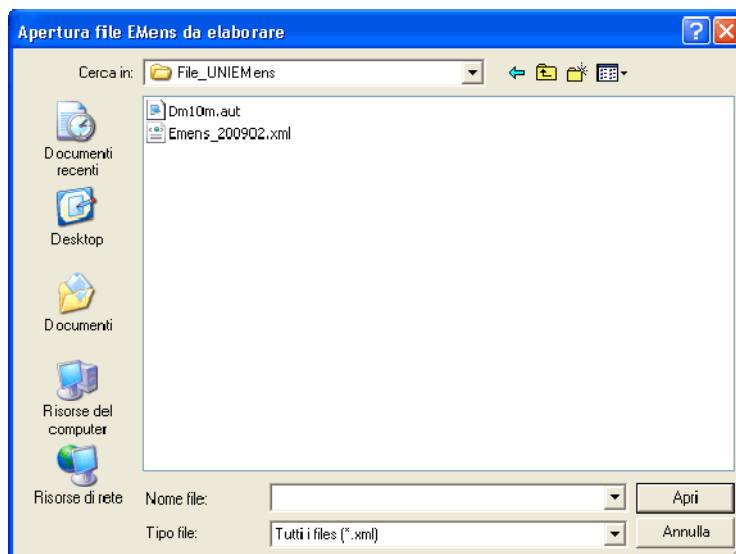 Apertura file EMens da elaborare
Cerca in: File_UNIEMens
Dm10m.aut
Emens_200902.xml
Documenti
recenti
Desktop
Documenti
Risorse del
computer
Risorse di rete
Nome file: Apri
Tipo file: Tutti i files (*.xml) Annulla